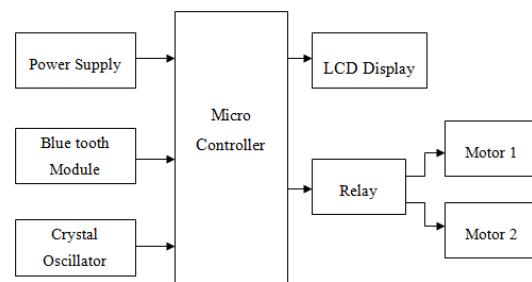 Power Supply
Blue tooth
Module
Crystal
Oscillator
Micro
Controller
LCD Display
Relay
Motor 1
Motor 2